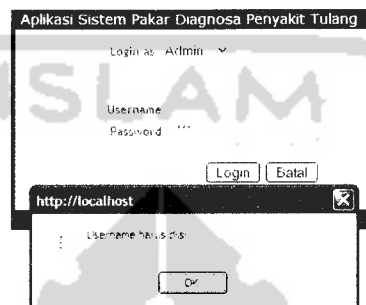 Aplikasi Sistem Pakar Diagnosa Penyakit Tulang
Login as Admin
ISLAM
Username
Password ***
Login Batal
http://localhost
Username harus diisi
OK